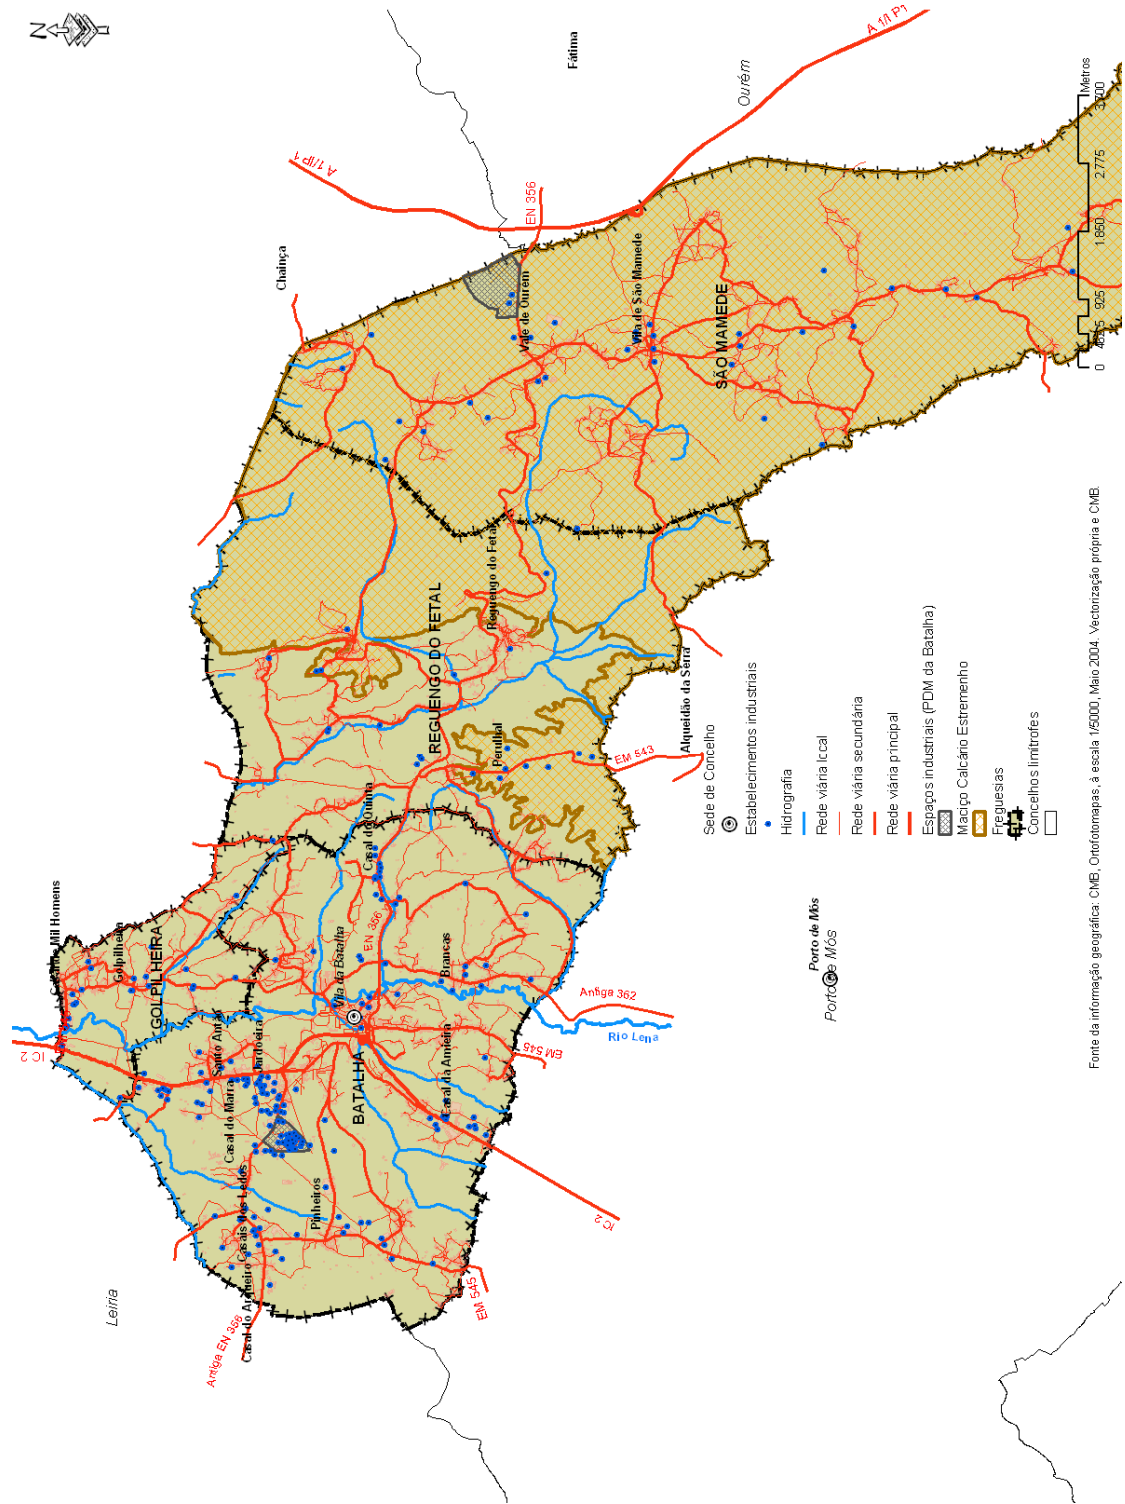 N
Leiria
Fátima
Ourém
A 1/I P1
A 1/IP 1
EN 356
Chainça
Vale de Ourém
Vila de São Mamede
SÃO MAMEDE
Reguengo do Fetal
REGUENGO DO FETAL
Alqueidão da Serra
Perulhal
EM 543
Casal do Quinta
EN 356
Golpilheira
GOLPILHEIRA
IC 2
Santo Antão
Jardoeira
Casal do Marra
Vila da Batalha
BATALHA
Brancas
Antiga 362
Rio Lena
EM 545
Casal da Amieira
IC 2
Pinheiros
Casais dos Ledos
Casal do Arqueiro
Antiga EN 356
EM 545
Porto de Mós
Porto de Mós
Sede de Concelho
Estabelecimentos industriais
Hidrografia
Rede viária local
Rede viária secundária
Rede viária principal
Espaços industriais (PDM da Batalha)
Maciço Calcário Estremenho
Freguesias
Concelhos limítrofes
Metros
0
925
1.850
2.775
3.700
Fonte da informação geográfica: CMB, Ortofotomapas, à escala 1/5000, Maio 2004. Vectorização própria e CMB.